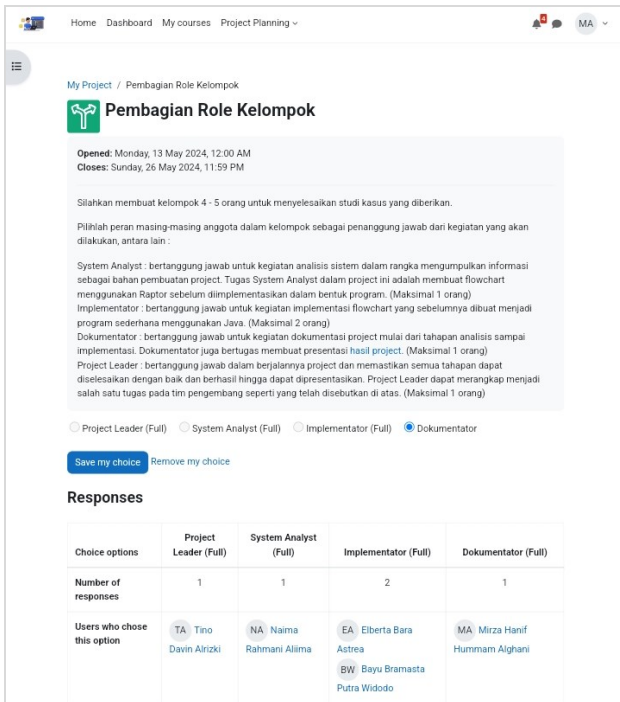 Home Dashboard My courses Project Planning
4
MA
My Project / Pembagian Role Kelompok
Pembagian Role Kelompok
Opened: Monday, 13 May 2024, 12:00 AM
Closes: Sunday, 26 May 2024, 11:59 PM
Silahkan membuat kelompok 4 - 5 orang untuk menyelesaikan studi kasus yang diberikan.
Pilihlah peran masing-masing anggota dalam kelompok sebagai penanggung jawab dari kegiatan yang akan
dilakukan, antara lain :
System Analyst : bertanggung jawab untuk kegiatan analisis sistem dalam rangka mengumpulkan informasi
sebagai bahan pembuatan project. Tugas System Analyst dalam project ini adalah membuat flowchart
menggunakan Raptor sebelum diimplementasikan dalam bentuk program. (Maksimal 1 orang)
Implementator : bertanggung jawab untuk kegiatan implementasi flowchart yang sebelumnya dibuat menjadi
program sederhana menggunakan Java. (Maksimal 2 orang)
Dokumentator : bertanggung jawab untuk kegiatan dokumentasi project mulai dari tahapan analisis sampai
implementasi. Dokumentator juga bertugas membuat presentasi hasil project. (Maksimal 1 orang)
Project Leader : bertanggung jawab dalam berjalannya project dan memastikan semua tahapan dapat
diselesaikan dengan baik dan berhasil hingga dapat dipresentasikan. Project Leader dapat merangkap menjadi
salah satu tugas pada tim pengembang seperti yang telah disebutkan di atas. (Maksimal 1 orang)
Project Leader (Full) System Analyst (Full) Implementator (Full) Dokumentator
Save my choice Remove my choice
Responses
Choice options Project Leader (Full) System Analyst (Full) Implementator (Full) Dokumentator (Full)
Number of responses 1 1 2 1
Users who chose this option
TA Tino Davin Alrizki
NA Naima Rahmani Aliima
EA Elberta Bara Astrea
BW Bayu Bramasta Putra Widodo
MA Mirza Hanif Hummam Alghani